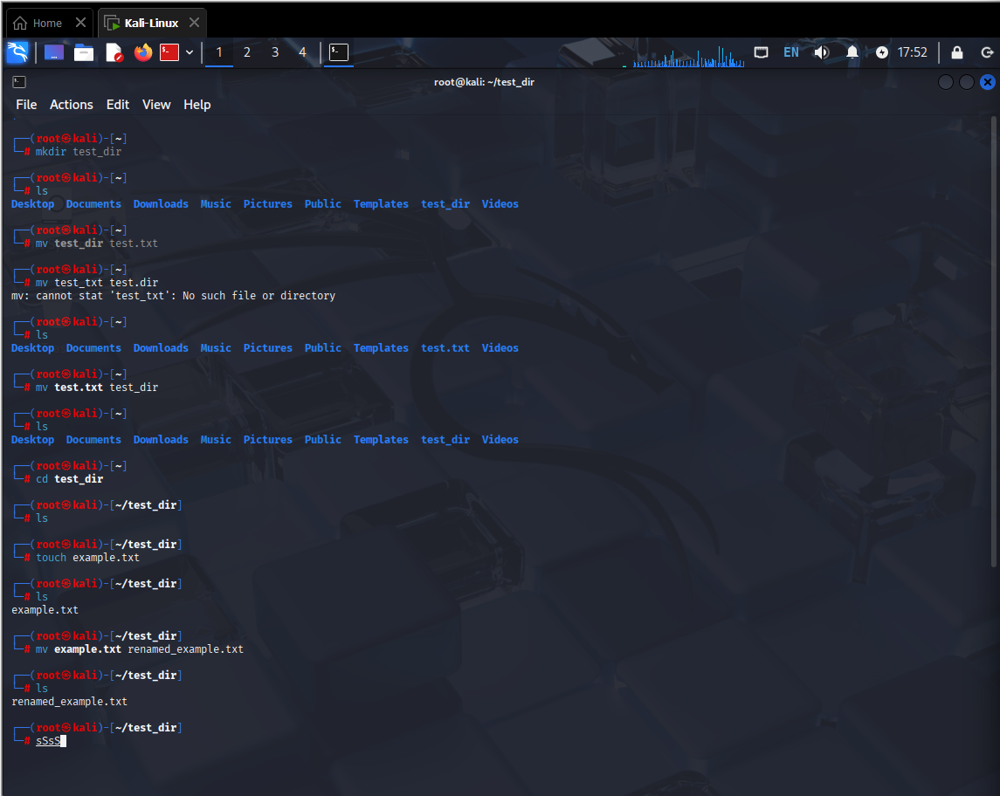 Home
Kali-Linux
1 2 3 4
EN
17:52
root@kali: ~/test_dir
File Actions Edit View Help
┌──(root㉿kali)-[~]
└─# mkdir test_dir
┌──(root㉿kali)-[~]
└─# ls
Desktop Documents Downloads Music Pictures Public Templates test_dir Videos
┌──(root㉿kali)-[~]
└─# mv test_dir test.txt
┌──(root㉿kali)-[~]
└─# mv test_txt test.dir
mv: cannot stat 'test_txt': No such file or directory
┌──(root㉿kali)-[~]
└─# ls
Desktop Documents Downloads Music Pictures Public Templates test.txt Videos
┌──(root㉿kali)-[~]
└─# mv test.txt test_dir
┌──(root㉿kali)-[~]
└─# ls
Desktop Documents Downloads Music Pictures Public Templates test_dir Videos
┌──(root㉿kali)-[~]
└─# cd test_dir
┌──(root㉿kali)-[~/test_dir]
└─# ls
┌──(root㉿kali)-[~/test_dir]
└─# touch example.txt
┌──(root㉿kali)-[~/test_dir]
└─# ls
example.txt
┌──(root㉿kali)-[~/test_dir]
└─# mv example.txt renamed_example.txt
┌──(root㉿kali)-[~/test_dir]
└─# ls
renamed_example.txt
┌──(root㉿kali)-[~/test_dir]
└─# sSsS